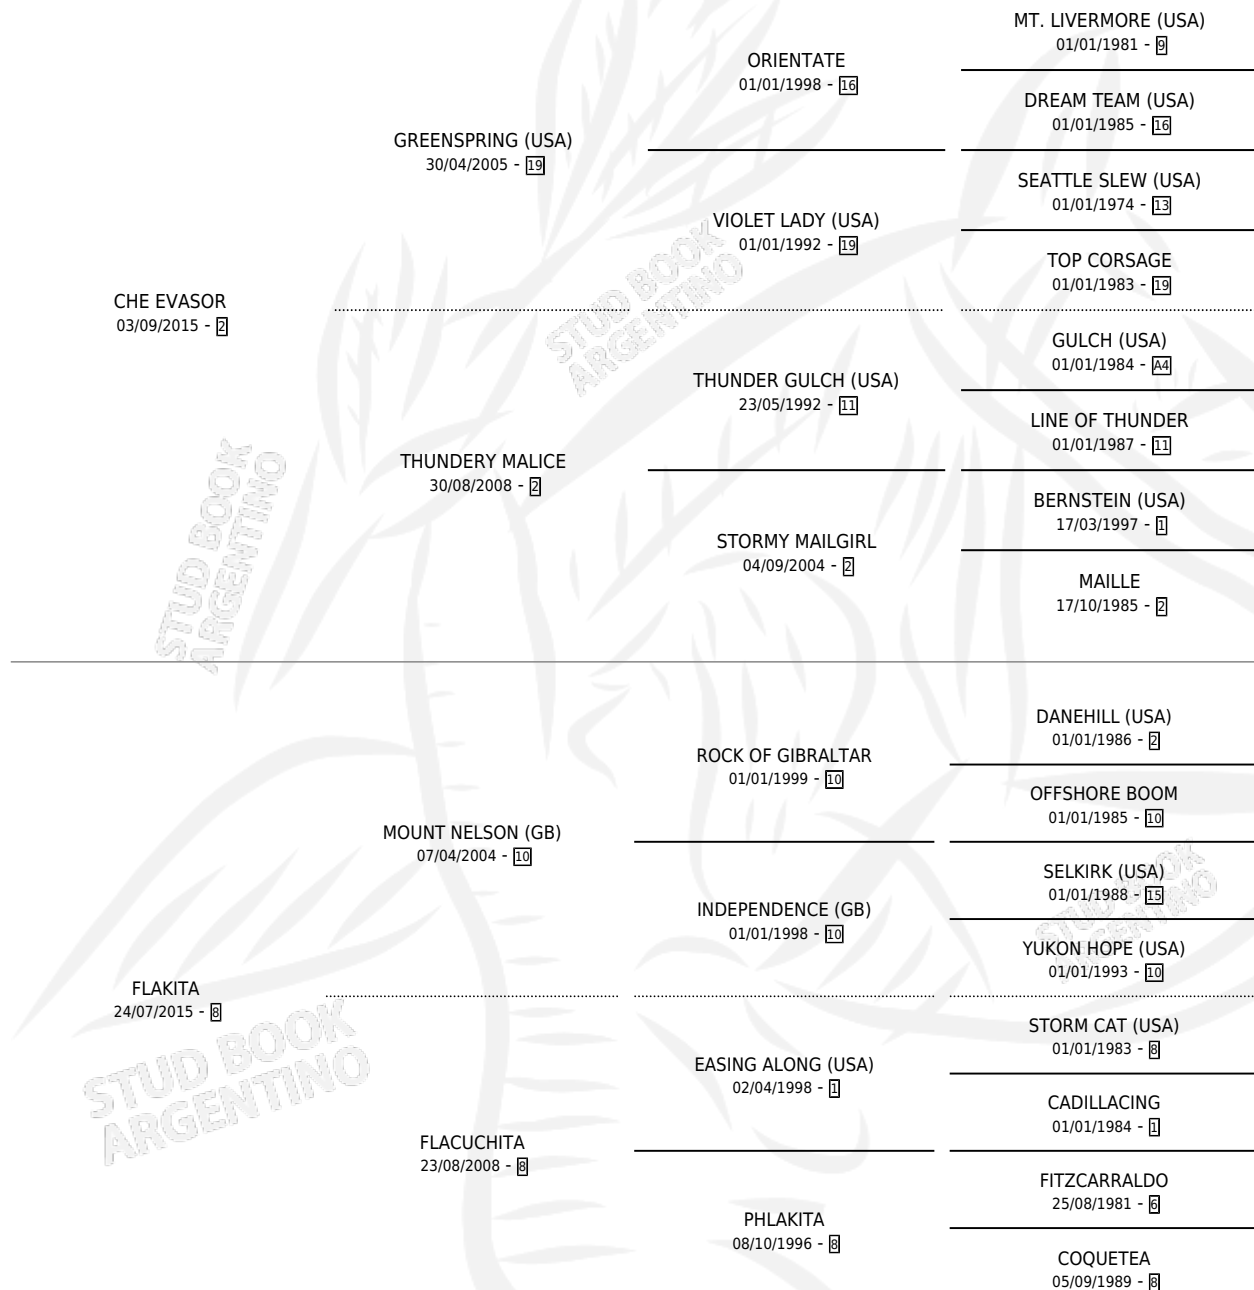 MT. LIVERMORE (USA)
01/01/1981 - 9
ORIENTATE
01/01/1998 - 16
DREAM TEAM (USA)
01/01/1985 - 16
GREENSPRING (USA)
30/04/2005 - 19
SEATTLE SLEW (USA)
01/01/1974 - 13
VIOLET LADY (USA)
01/01/1992 - 19
TOP CORSAGE
01/01/1983 - 19
CHE EVASOR
03/09/2015 - 2
GULCH (USA)
01/01/1984 - A4
THUNDER GULCH (USA)
23/05/1992 - 11
LINE OF THUNDER
01/01/1987 - 11
THUNDERY MALICE
30/08/2008 - 2
BERNSTEIN (USA)
17/03/1997 - 1
STORMY MAILGIRL
04/09/2004 - 2
MAILLE
17/10/1985 - 2
DANEHILL (USA)
01/01/1986 - 2
ROCK OF GIBRALTAR
01/01/1999 - 10
OFFSHORE BOOM
01/01/1985 - 10
MOUNT NELSON (GB)
07/04/2004 - 10
SELKIRK (USA)
01/01/1988 - 15
INDEPENDENCE (GB)
01/01/1998 - 10
YUKON HOPE (USA)
01/01/1993 - 10
FLAKITA
24/07/2015 - 8
STORM CAT (USA)
01/01/1983 - 8
EASING ALONG (USA)
02/04/1998 - 1
CADILLACING
01/01/1984 - 1
FLACUCHITA
23/08/2008 - 8
FITZCARRALDO
25/08/1981 - 6
PHLAKITA
08/10/1996 - 8
COQUETEA
05/09/1989 - 8
STUD BOOK
ARGENTINO
STUD BOOK
ARGENTINO
STUD BOOK
ARGENTINO
STUD BOOK
ARGENTINO